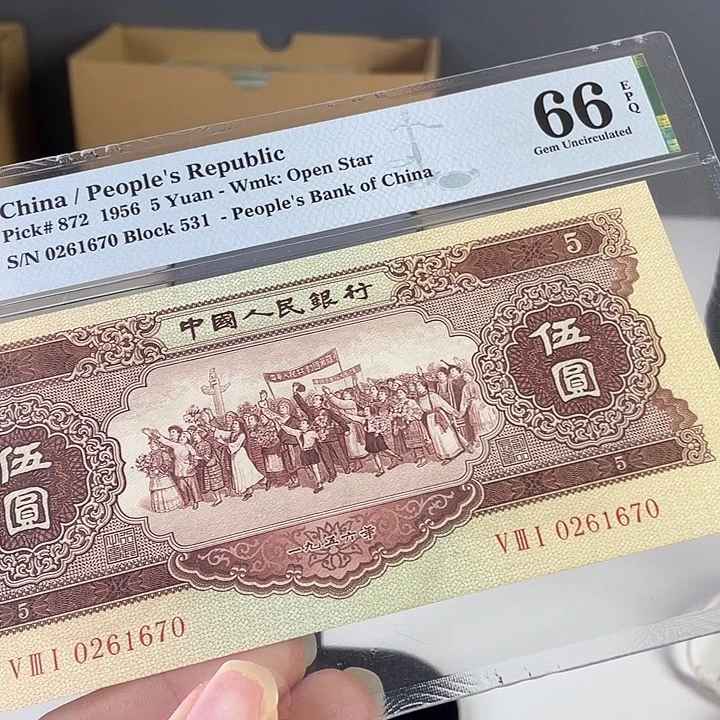 China / People's Republic
Pick# 872 1956 5 Yuan - Wmk: Open Star
S/N 0261670 Block 531 - People's Bank of China
66
EPQ
Gem Uncirculated
5
中國人民銀行
伍圓
伍圓
一九五六年
5
5
VⅢI 0261670
VⅢI 0261670